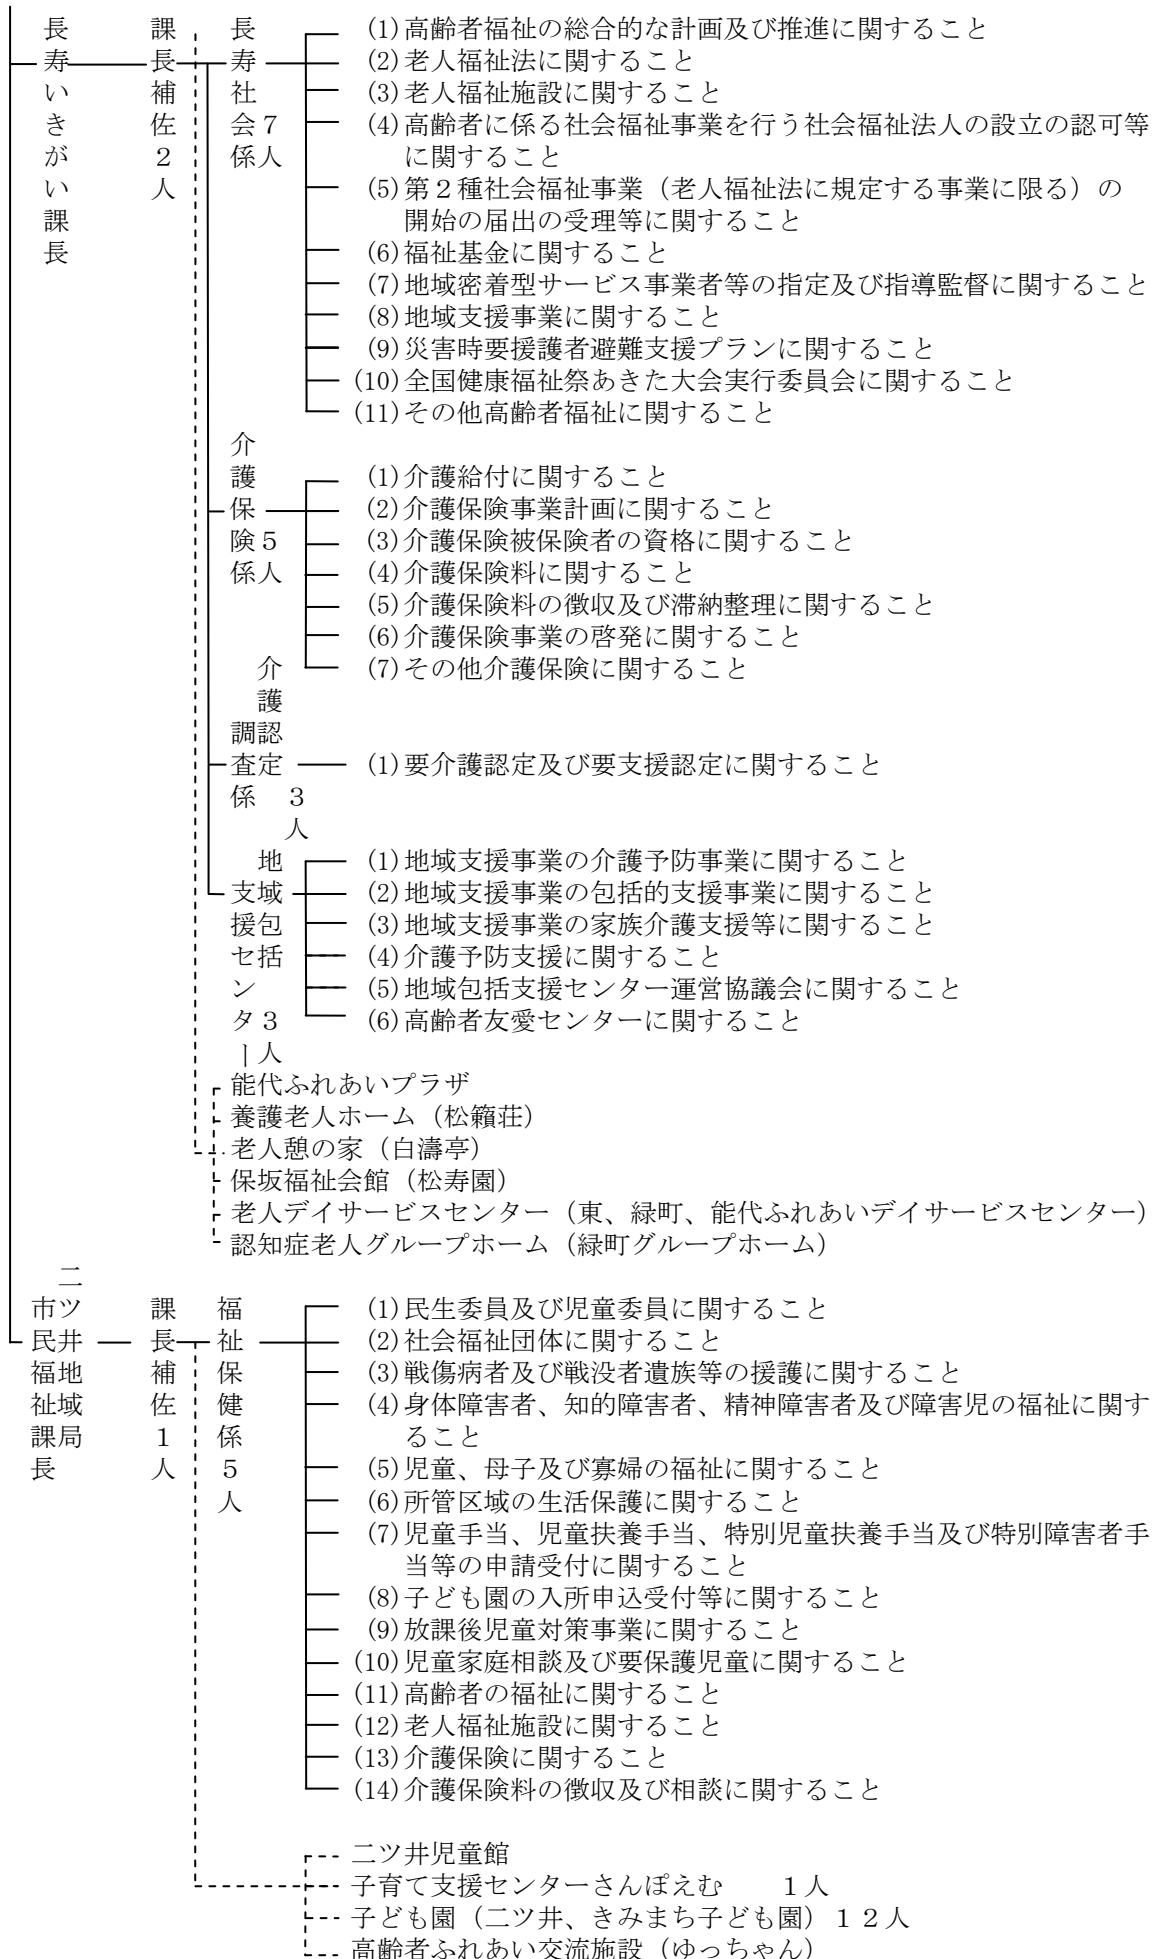 長寿いきがい課長
課長補佐２人
長寿社会係７人
(1)高齢者福祉の総合的な計画及び推進に関すること
(2)老人福祉法に関すること
(3)老人福祉施設に関すること
(4)高齢者に係る社会福祉事業を行う社会福祉法人の設立の認可等
に関すること
(5)第２種社会福祉事業（老人福祉法に規定する事業に限る）の
開始の届出の受理等に関すること
(6)福祉基金に関すること
(7)地域密着型サービス事業者等の指定及び指導監督に関すること
(8)地域支援事業に関すること
(9)災害時要援護者避難支援プランに関すること
(10)全国健康福祉祭あきた大会実行委員会に関すること
(11)その他高齢者福祉に関すること
介護保険係５人
(1)介護給付に関すること
(2)介護保険事業計画に関すること
(3)介護保険被保険者の資格に関すること
(4)介護保険料に関すること
(5)介護保険料の徴収及び滞納整理に関すること
(6)介護保険事業の啓発に関すること
(7)その他介護保険に関すること
介護認定
調査係
３人
(1)要介護認定及び要支援認定に関すること
地域包括
支援センター
３人
(1)地域支援事業の介護予防事業に関すること
(2)地域支援事業の包括的支援事業に関すること
(3)地域支援事業の家族介護支援等に関すること
(4)介護予防支援に関すること
(5)地域包括支援センター運営協議会に関すること
(6)高齢者友愛センターに関すること
能代ふれあいプラザ
養護老人ホーム（松籟荘）
老人憩の家（白濤亭）
保坂福祉会館（松寿園）
老人デイサービスセンター（東、緑町、能代ふれあいデイサービスセンター）
認知症老人グループホーム（緑町グループホーム）
二ツ井地域局
市民福祉課長
課長補佐１人
福祉保健係５人
(1)民生委員及び児童委員に関すること
(2)社会福祉団体に関すること
(3)戦傷病者及び戦没者遺族等の援護に関すること
(4)身体障害者、知的障害者、精神障害者及び障害児の福祉に関す
ること
(5)児童、母子及び寡婦の福祉に関すること
(6)所管区域の生活保護に関すること
(7)児童手当、児童扶養手当、特別児童扶養手当及び特別障害者手
当等の申請受付に関すること
(8)子ども園の入所申込受付等に関すること
(9)放課後児童対策事業に関すること
(10)児童家庭相談及び要保護児童に関すること
(11)高齢者の福祉に関すること
(12)老人福祉施設に関すること
(13)介護保険に関すること
(14)介護保険料の徴収及び相談に関すること
二ツ井児童館
子育て支援センターさんぽえむ　１人
子ども園（二ツ井、きみまち子ども園）１２人
高齢者ふれあい交流施設（ゆっちゃん）